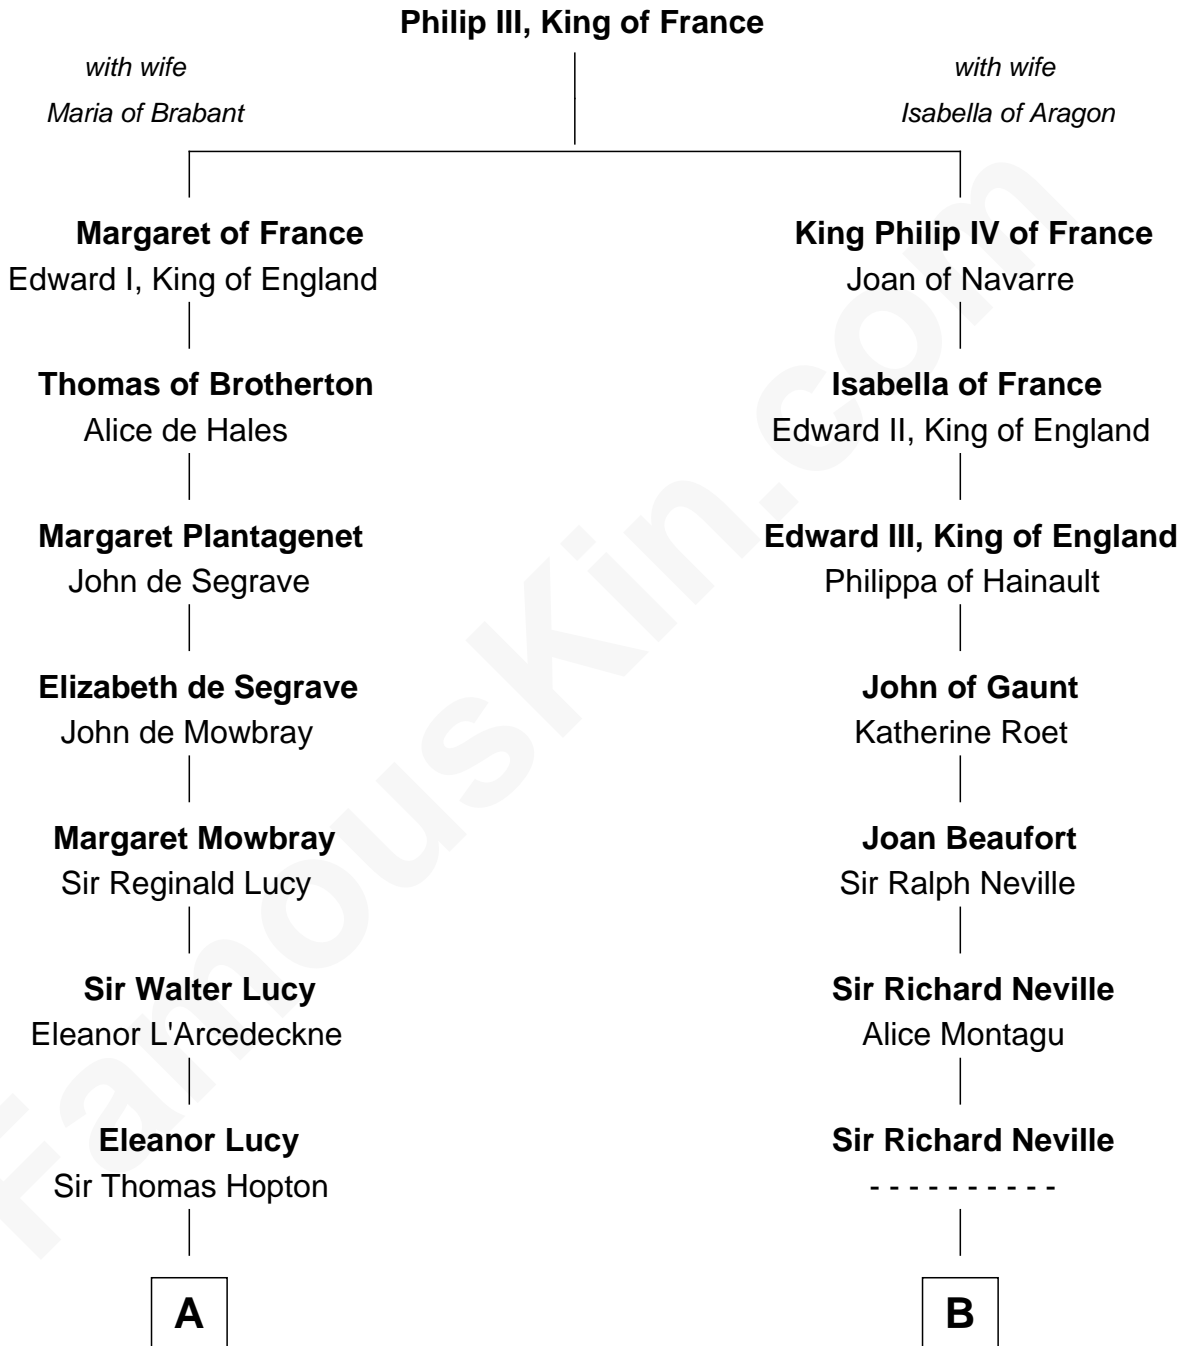 Philip III, King of France
with wife
Maria of Brabant
with wife
Isabella of Aragon
Margaret of France
Edward I, King of England
King Philip IV of France
Joan of Navarre
Thomas of Brotherton
Alice de Hales
Isabella of France
Edward II, King of England
Margaret Plantagenet
John de Segrave
Edward III, King of England
Philippa of Hainault
Elizabeth de Segrave
John de Mowbray
John of Gaunt
Katherine Roet
Margaret Mowbray
Sir Reginald Lucy
Joan Beaufort
Sir Ralph Neville
Sir Walter Lucy
Eleanor L'Arcedeckne
Sir Richard Neville
Alice Montagu
Eleanor Lucy
Sir Thomas Hopton
Sir Richard Neville
- - - - - - - - - -
A
B
FamousKin.com